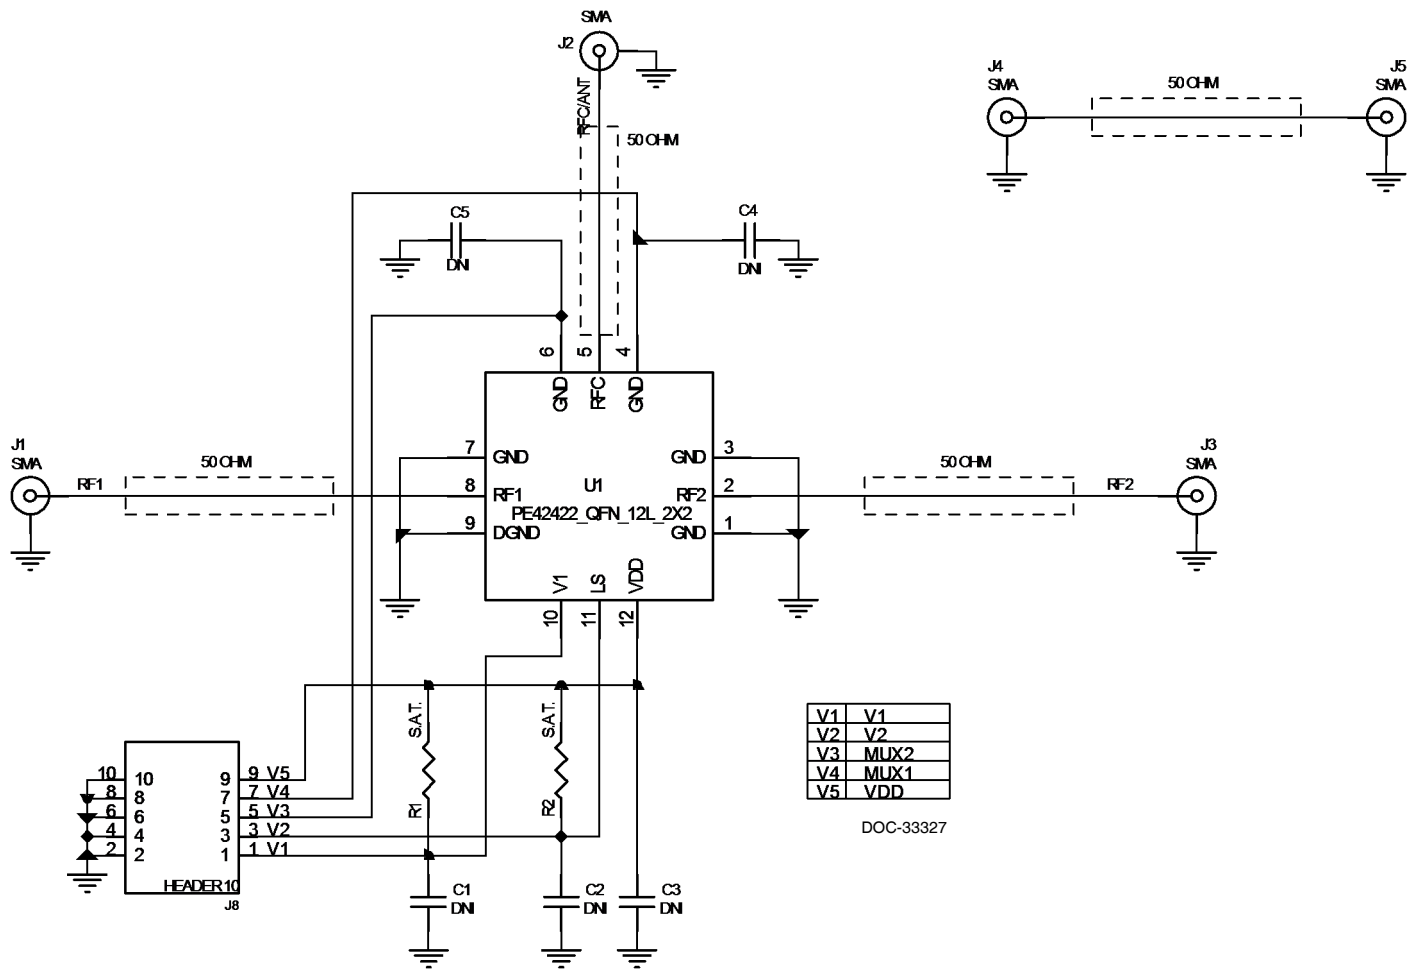 SMA
J2
RFC/ANT
50 OHM
J4
SMA
50 OHM
J5
SMA
C5
DNI
C4
DNI
6
5
4
GND
RFC
GND
J1
SMA
RF1
50 OHM
7
GND
8
RF1
9
DGND
U1
PE42422_QFN_12L_2X2
GND
3
RF2
2
GND
1
50 OHM
RF2
J3
SMA
V1
LS
VDD
10
11
12
S.A.T.
R1
S.A.T.
R2
10 10 9 9 V5
8 8 7 7 V4
6 6 5 5 V3
4 4 3 3 V2
2 2 1 1 V1
HEADER 10
J8
C1
DNI
C2
DNI
C3
DNI
V1 V1
V2 V2
V3 MUX2
V4 MUX1
V5 VDD
DOC-33327